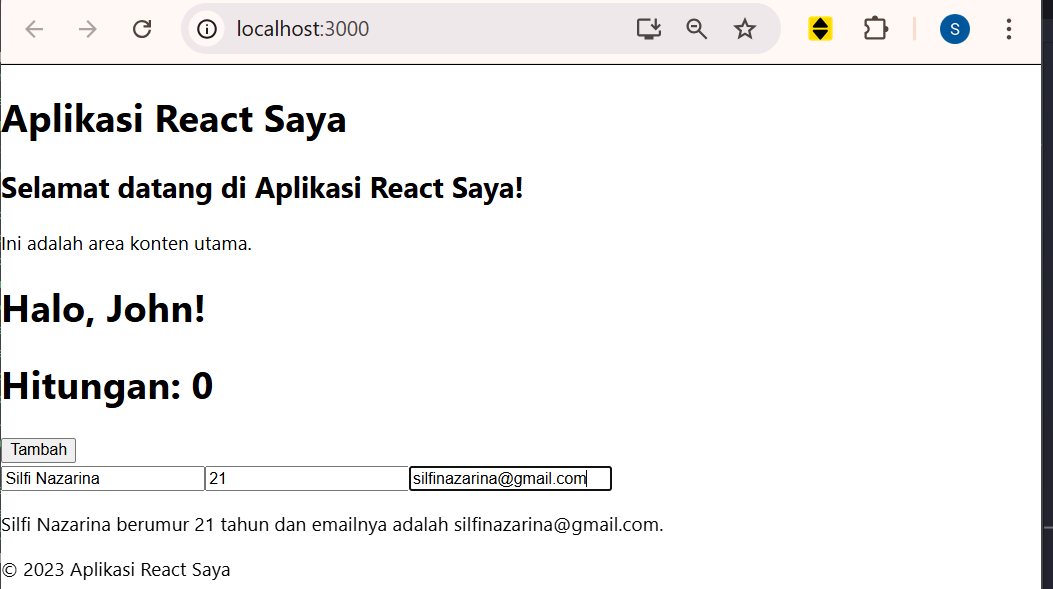 localhost:3000
S
Aplikasi React Saya
Selamat datang di Aplikasi React Saya!
Ini adalah area konten utama.
Halo, John!
Hitungan: 0
Tambah
Silfi Nazarina 21 silfinazarina@gmail.com
Silfi Nazarina berumur 21 tahun dan emailnya adalah silfinazarina@gmail.com.
© 2023 Aplikasi React Saya